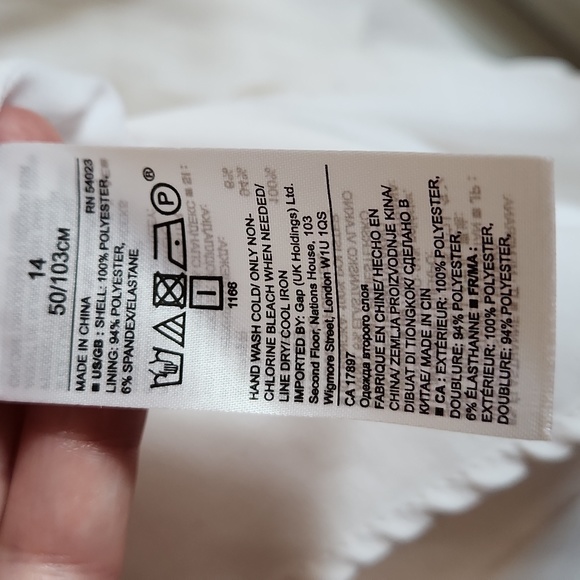 14
50/103CM
MADE IN CHINA RN 54023
■ US/GB : SHELL: 100% POLYESTER,
LINING: 94% POLYESTER,
6% SPANDEX/ELASTANE
P ®
1166
HAND WASH COLD/ ONLY NON-
CHLORINE BLEACH WHEN NEEDED/
LINE DRY/ COOL IRON
IMPORTED BY: Gap (UK Holdings) Ltd.
Second Floor, Nations House, 103
Wigmore Street, London W1U 1QS
CA 17897
Одежда второго слоя
FABRIQUE EN CHINE/ HECHO EN
CHINA/ ZEMLJA PROIZVODNJE KINA/
DIBUAT DI TIONGKOK/ СДЕЛАНО В
КИТАЕ/ MADE IN CIN
■ CA : EXTÉRIEUR: 100% POLYESTER,
DOUBLURE: 94% POLYESTER,
6% ÉLASTHANNE ■ FR/MA :
EXTÉRIEUR: 100% POLYESTER,
DOUBLURE: 94% POLYESTER,